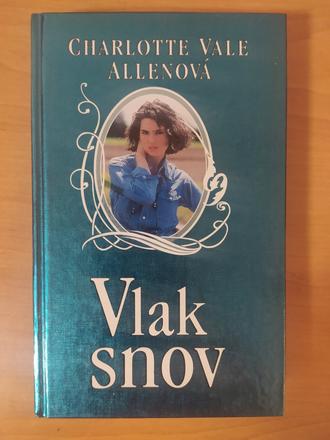 CHARLOTTE VALE
ALLENOVÁ
Vlak
snov